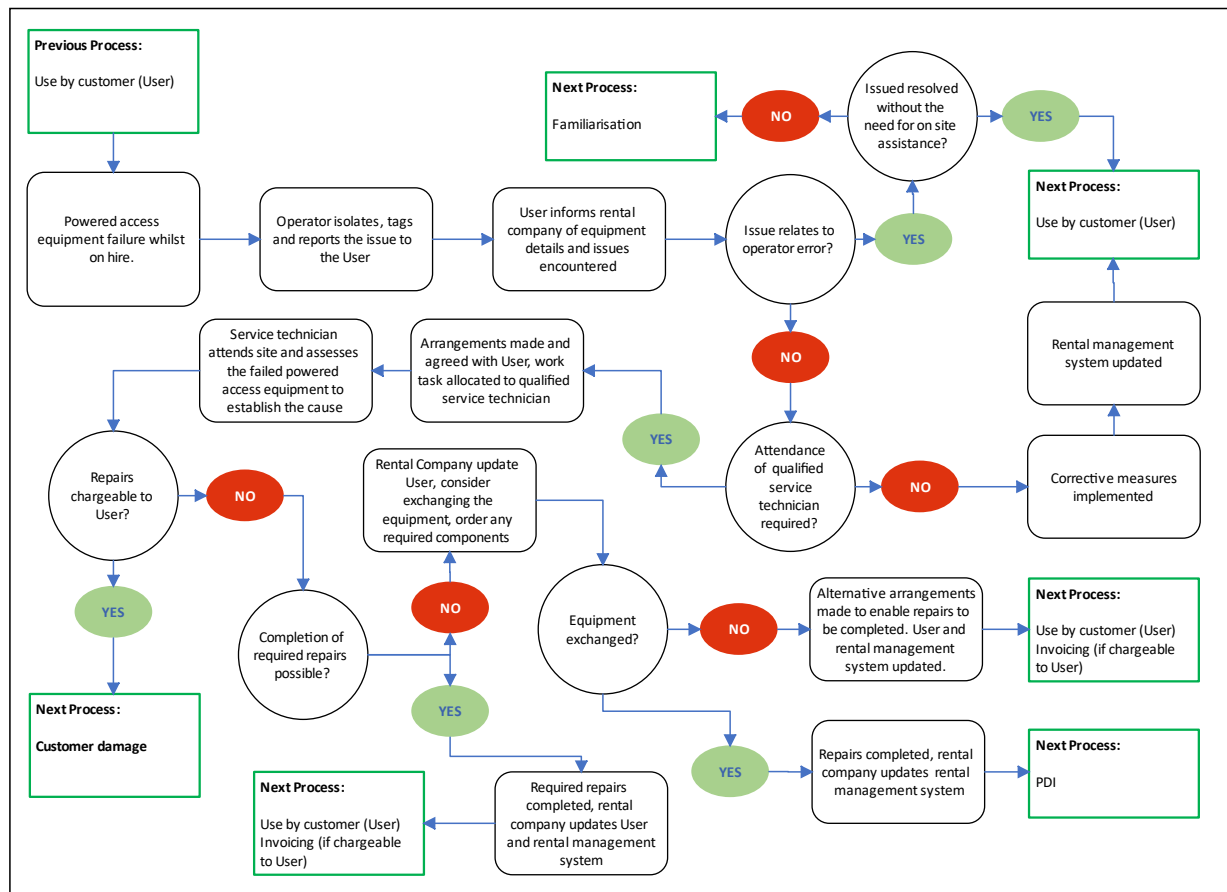 Previous Process:
Use by customer (User)
Next Process:
Familiarisation
NO
Issued resolved
without the
need for on site
assistance?
YES
Next Process:
Use by customer (User)
Powered access
equipment failure whilst
on hire.
Operator isolates, tags
and reports the issue to
the User
User informs rental
company of equipment
details and issues
encountered
Issue relates to
operator error?
YES
NO
Rental management
system updated
Service technician
attends site and assesses
the failed powered
access equipment to
establish the cause
Arrangements made and
agreed with User, work
task allocated to qualified
service technician
YES
Attendance
of qualified
service
technician
required?
NO
Corrective measures
implemented
Repairs
chargeable to
User?
NO
Rental Company update
User, consider
exchanging the
equipment, order any
required components
YES
NO
Completion of
required repairs
possible?
YES
Equipment
exchanged?
NO
Alternative arrangements
made to enable repairs to
be completed. User and
rental management
system updated.
Next Process:
Use by customer (User)
Invoicing (if chargeable
to User)
Next Process:
Customer damage
YES
Repairs completed, rental
company updates rental
management system
Next Process:
PDI
Next Process:
Use by customer (User)
Invoicing (if chargeable
to User)
Required repairs
completed, rental
company updates User
and rental management
system